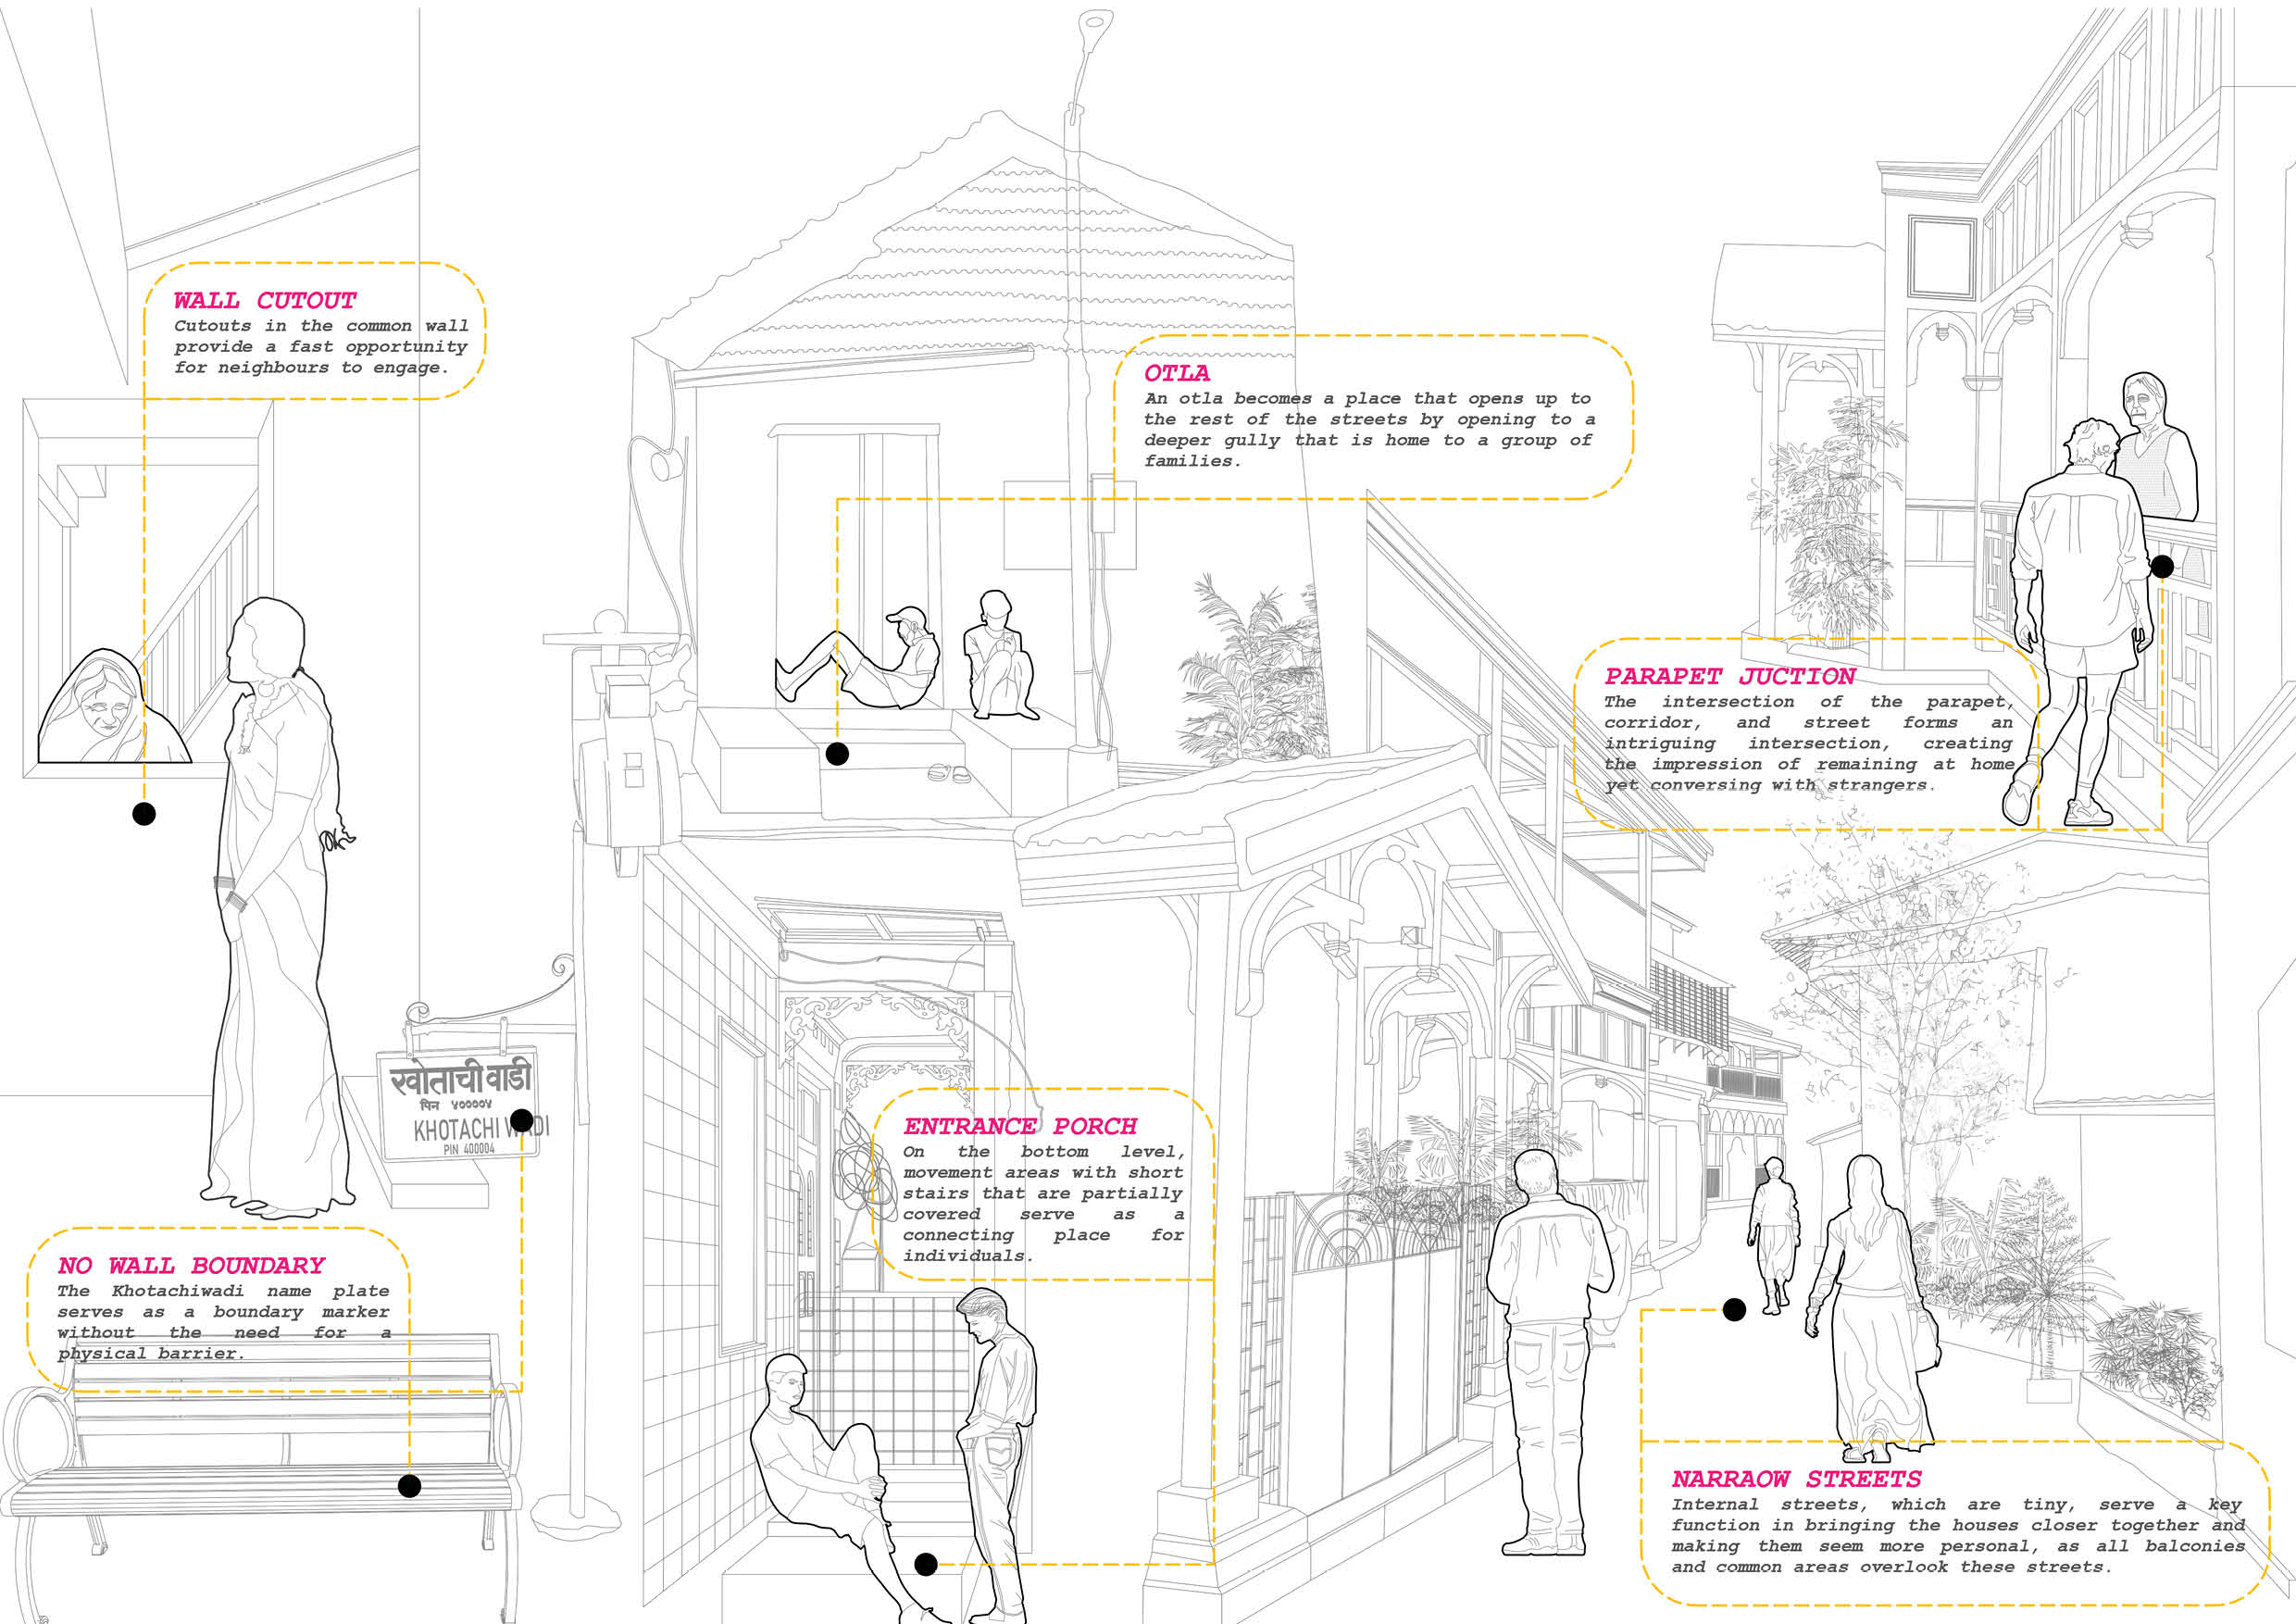 WALL CUTOUT
Cutouts in the common wall
provide a fast opportunity
for neighbours to engage.
OTLA
An otla becomes a place that opens up to
the rest of the streets by opening to a
deeper gully that is home to a group of
families.
PARAPET JUCTION
The intersection of the parapet,
corridor, and street forms an
intriguing intersection, creating
the impression of remaining at home
yet conversing with strangers.
खोताची वाडी
पिन ४००००४
KHOTACHI WADI
PIN 400004
ENTRANCE PORCH
On the bottom level,
movement areas with short
stairs that are partially
covered serve as a
connecting place for
individuals.
NO WALL BOUNDARY
The Khotachiwadi name plate
serves as a boundary marker
without the need for a
physical barrier.
NARRAOW STREETS
Internal streets, which are tiny, serve a key
function in bringing the houses closer together and
making them seem more personal, as all balconies
and common areas overlook these streets.